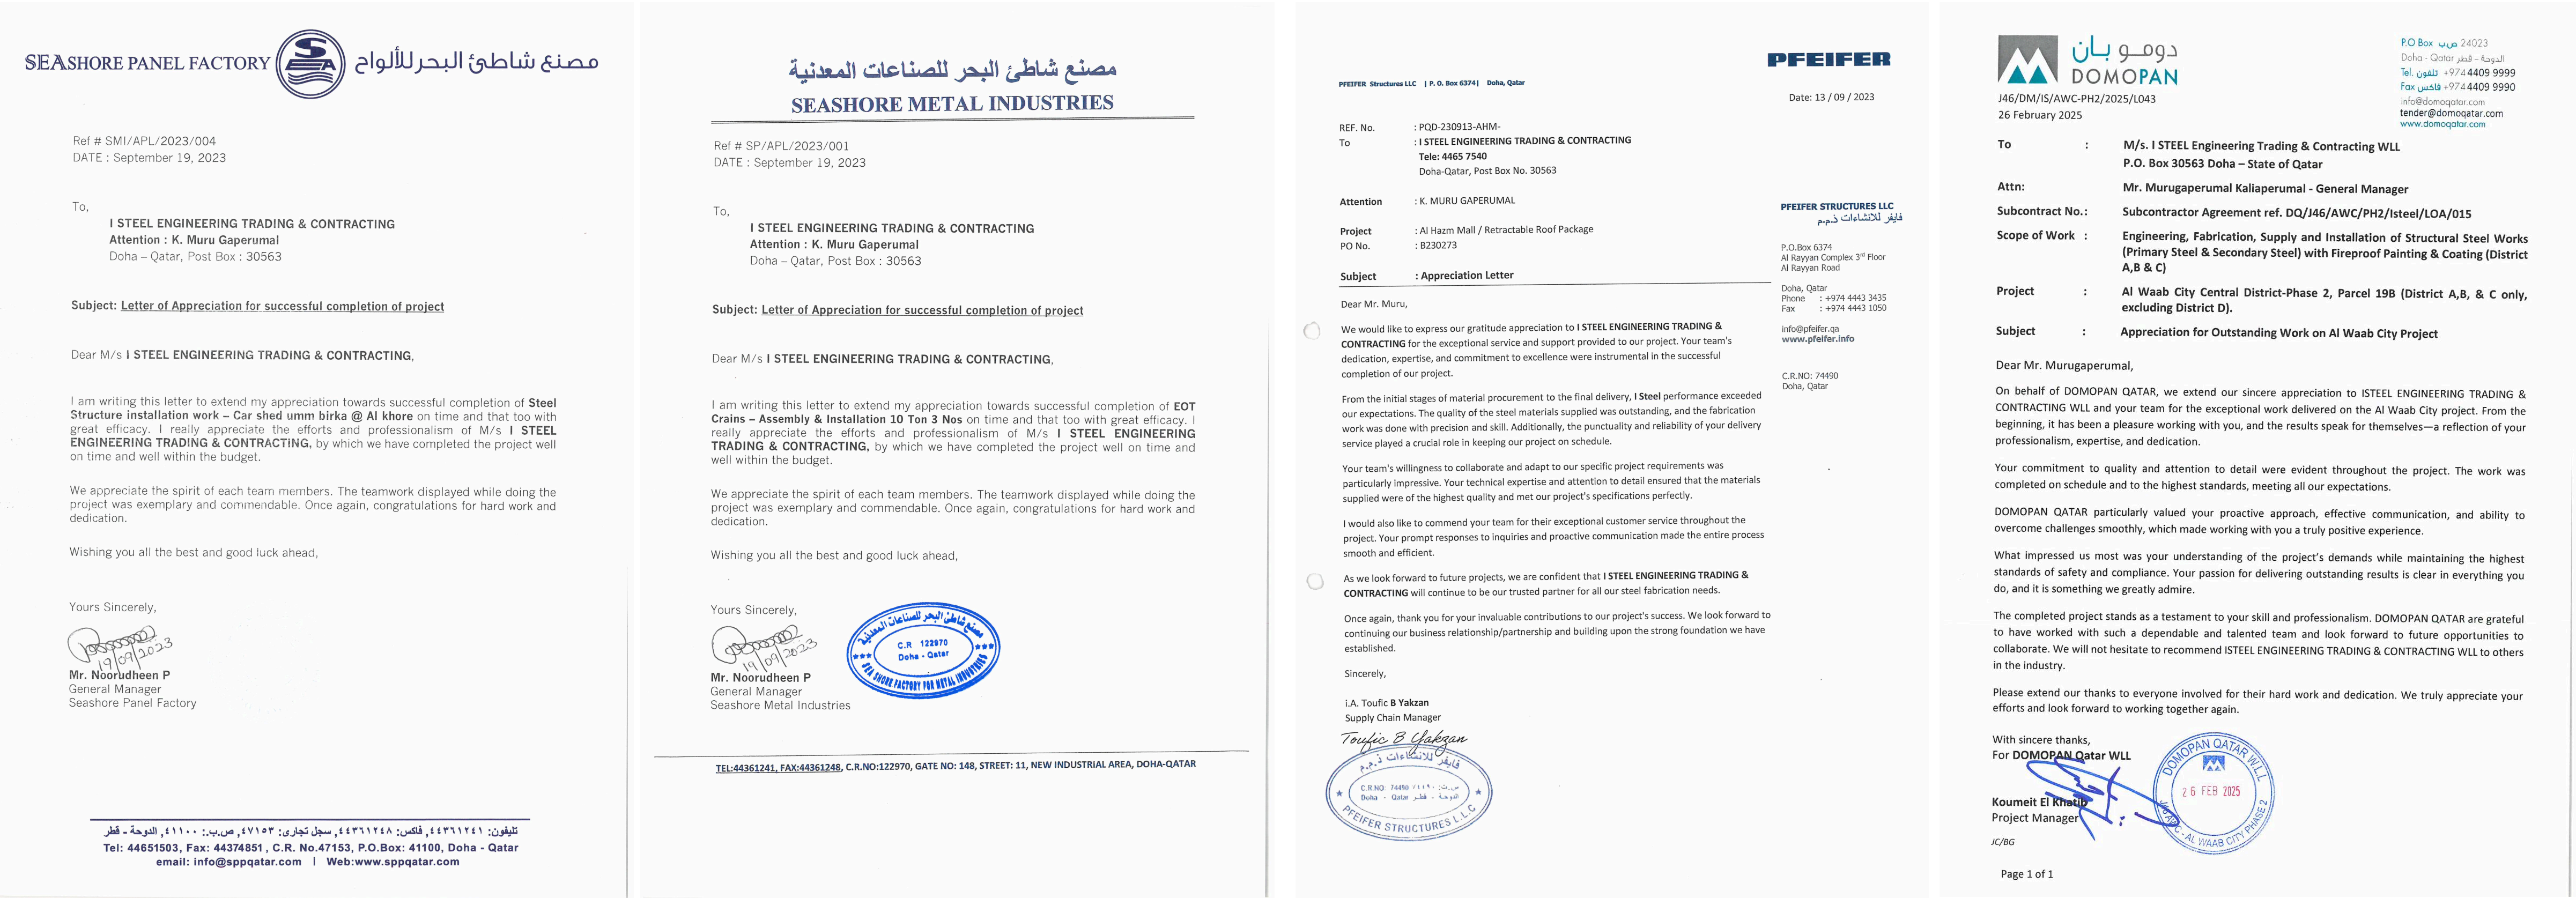 SEASHORE PANEL FACTORY
مصنع شاطئ البحر للألواح
Ref # SMI/APL/2023/004
DATE : September 19, 2023
To,
I STEEL ENGINEERING TRADING & CONTRACTING
Attention : K. Muru Gaperumal
Doha – Qatar, Post Box : 30563
Subject: Letter of Appreciation for successful completion of project
Dear M/s I STEEL ENGINEERING TRADING & CONTRACTING,
I am writing this letter to extend my appreciation towards successful completion of Steel
Structure installation work – Car shed umm birka @ Al khore on time and that too with
great efficacy. I really appreciate the efforts and professionalism of M/s I STEEL
ENGINEERING TRADING & CONTRACTING, by which we have completed the project well
on time and well within the budget.
We appreciate the spirit of each team members. The teamwork displayed while doing the
project was exemplary and commendable. Once again, congratulations for hard work and
dedication.
Wishing you all the best and good luck ahead,
Yours Sincerely,
19/09/2023
Mr. Noorudheen P
General Manager
Seashore Panel Factory
تليفون: ٤٤٣٦١٢٤١, فاكس: ٤٤٣٦١٢٤٨, سجل تجارى: ٤٧١٥٣, ص.ب.: ٤١١٠٠, الدوحة - قطر
Tel: 44651503, Fax: 44374851 , C.R. No.47153, P.O.Box: 41100, Doha - Qatar
email: info@sppqatar.com | Web:www.sppqatar.com
مصنع شاطئ البحر للصناعات المعدنية
SEASHORE METAL INDUSTRIES
Ref # SP/APL/2023/001
DATE : September 19, 2023
To,
I STEEL ENGINEERING TRADING & CONTRACTING
Attention : K. Muru Gaperumal
Doha – Qatar, Post Box : 30563
Subject: Letter of Appreciation for successful completion of project
Dear M/s I STEEL ENGINEERING TRADING & CONTRACTING,
I am writing this letter to extend my appreciation towards successful completion of EOT
Crains – Assembly & Installation 10 Ton 3 Nos on time and that too with great efficacy. I
really appreciate the efforts and professionalism of M/s I STEEL ENGINEERING
TRADING & CONTRACTING, by which we have completed the project well on time and
well within the budget.
We appreciate the spirit of each team members. The teamwork displayed while doing the
project was exemplary and commendable. Once again, congratulations for hard work and
dedication.
Wishing you all the best and good luck ahead,
Yours Sincerely,
19/09/2023
Mr. Noorudheen P
General Manager
Seashore Metal Industries
مصنع شاطئ البحر للصناعات المعدنية
C.R 122970
Doha - Qatar
SEA SHORE FACTORY FOR METAL INDUSTRIES
TEL:44361241, FAX:44361248, C.R.NO:122970, GATE NO: 148, STREET: 11, NEW INDUSTRIAL AREA, DOHA-QATAR
PFEIFER
PFEIFER Structures LLC | P. O. Box 6374| Doha, Qatar
Date: 13 / 09 / 2023
REF. No. : PQD-230913-AHM-
To : I STEEL ENGINEERING TRADING & CONTRACTING
Tele: 4465 7540
Doha-Qatar, Post Box No. 30563
Attention : K. MURU GAPERUMAL
Project : Al Hazm Mall / Retractable Roof Package
PO No. : B230273
Subject : Appreciation Letter
PFEIFER STRUCTURES LLC
فايفر للانشاءات ذ.م.م
P.O.Box 6374
Al Rayyan Complex 3rd Floor
Al Rayyan Road
Doha, Qatar
Phone : +974 4443 3435
Fax : +974 4443 1050
info@pfeifer.qa
www.pfeifer.info
C.R.NO: 74490
Doha, Qatar
Dear Mr. Muru,
We would like to express our gratitude appreciation to I STEEL ENGINEERING TRADING &
CONTRACTING for the exceptional service and support provided to our project. Your team's
dedication, expertise, and commitment to excellence were instrumental in the successful
completion of our project.
From the initial stages of material procurement to the final delivery, I Steel performance exceeded
our expectations. The quality of the steel materials supplied was outstanding, and the fabrication
work was done with precision and skill. Additionally, the punctuality and reliability of your delivery
service played a crucial role in keeping our project on schedule.
Your team's willingness to collaborate and adapt to our specific project requirements was
particularly impressive. Your technical expertise and attention to detail ensured that the materials
supplied were of the highest quality and met our project's specifications perfectly.
I would also like to commend your team for their exceptional customer service throughout the
project. Your prompt responses to inquiries and proactive communication made the entire process
smooth and efficient.
As we look forward to future projects, we are confident that I STEEL ENGINEERING TRADING &
CONTRACTING will continue to be our trusted partner for all our steel fabrication needs.
Once again, thank you for your invaluable contributions to our project's success. We look forward to
continuing our business relationship/partnership and building upon the strong foundation we have
established.
Sincerely,
i.A. Toufic B Yakzan
Supply Chain Manager
Toufic B Yakzan
فايفر للانشاءات ذ.م.م
C.R.NO: 74490 س.ت: ٧٤٤٩٠
Doha - Qatar الدوحة - قطر
PFEIFER STRUCTURES L.L.C
دومو بان
DOMOPAN
P.O Box ص.ب 24023
Doha - Qatar الدوحة - قطر
Tel. تلفون +974 4409 9999
Fax فاكس +974 4409 9990
info@domoqatar.com
tender@domoqatar.com
www.domoqatar.com
J46/DM/IS/AWC-PH2/2025/L043
26 February 2025
To : M/s. I STEEL Engineering Trading & Contracting WLL
P.O. Box 30563 Doha – State of Qatar
Attn: Mr. Murugaperumal Kaliaperumal - General Manager
Subcontract No.: Subcontractor Agreement ref. DQ/J46/AWC/PH2/Isteel/LOA/015
Scope of Work : Engineering, Fabrication, Supply and Installation of Structural Steel Works
(Primary Steel & Secondary Steel) with Fireproof Painting & Coating (District
A,B & C)
Project : Al Waab City Central District-Phase 2, Parcel 19B (District A,B, & C only,
excluding District D).
Subject : Appreciation for Outstanding Work on Al Waab City Project
Dear Mr. Murugaperumal,
On behalf of DOMOPAN QATAR, we extend our sincere appreciation to ISTEEL ENGINEERING TRADING &
CONTRACTING WLL and your team for the exceptional work delivered on the Al Waab City project. From the
beginning, it has been a pleasure working with you, and the results speak for themselves—a reflection of your
professionalism, expertise, and dedication.
Your commitment to quality and attention to detail were evident throughout the project. The work was
completed on schedule and to the highest standards, meeting all our expectations.
DOMOPAN QATAR particularly valued your proactive approach, effective communication, and ability to
overcome challenges smoothly, which made working with you a truly positive experience.
What impressed us most was your understanding of the project's demands while maintaining the highest
standards of safety and compliance. Your passion for delivering outstanding results is clear in everything you
do, and it is something we greatly admire.
The completed project stands as a testament to your skill and professionalism. DOMOPAN QATAR are grateful
to have worked with such a dependable and talented team and look forward to future opportunities to
collaborate. We will not hesitate to recommend ISTEEL ENGINEERING TRADING & CONTRACTING WLL to others
in the industry.
Please extend our thanks to everyone involved for their hard work and dedication. We truly appreciate your
efforts and look forward to working together again.
With sincere thanks,
For DOMOPAN Qatar WLL
Koumeit El Khatib
Project Manager
DOMOPAN QATAR W.L.L
26 FEB 2025
AWC - AL WAAB CITY PHASE 2
JC/BG
Page 1 of 1